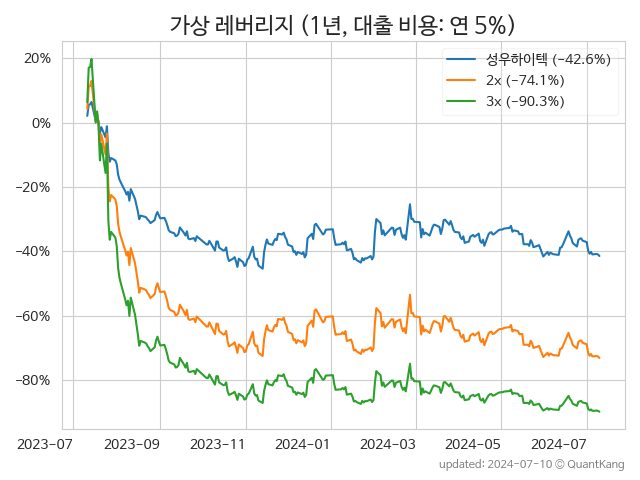 가상 레버리지 (1년, 대출 비용: 연 5%)
성우하이텍 (−42.6%)
2x (−74.1%)
3x (−90.3%)
20%
0%
−20%
−40%
−60%
−80%
2023-07 2023-09 2023-11 2024-01 2024-03 2024-05 2024-07
updated: 2024-07-10 © QuantKang